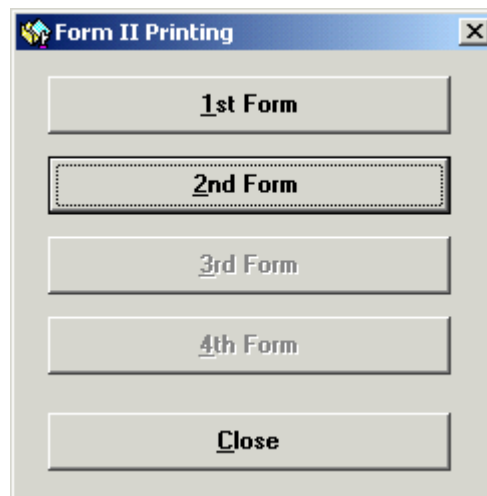 Form II Printing
1st Form
2nd Form
3rd Form
4th Form
Close